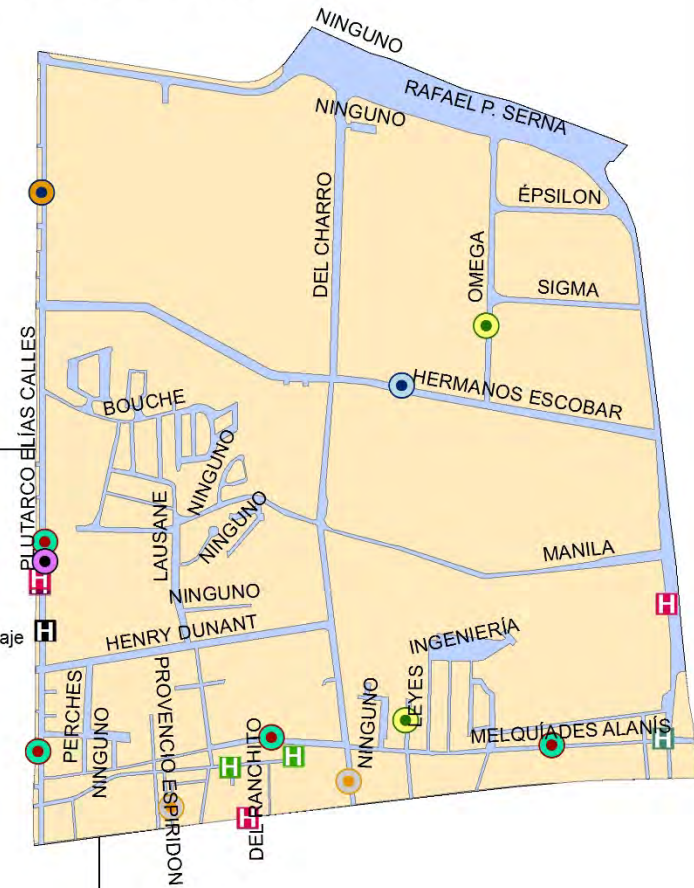 NINGUNO
RAFAEL P. SERNA
NINGUNO
ÉPSILON
DEL CHARRO
OMEGA
SIGMA
PLUTARCO ELÍAS CALLES
HERMANOS ESCOBAR
BOUCHE
NINGUNO
LAUSANE
NINGUNO
MANILA
H
NINGUNO
H
aje
H
HENRY DUNANT
INGENIERÍA
PERCHES
NINGUNO
PROVENCIO ESPIRIDON
DEL RANCHITO
NINGUNO
LEYES
MELQUÍADES ALANÍS
H
H
H
H